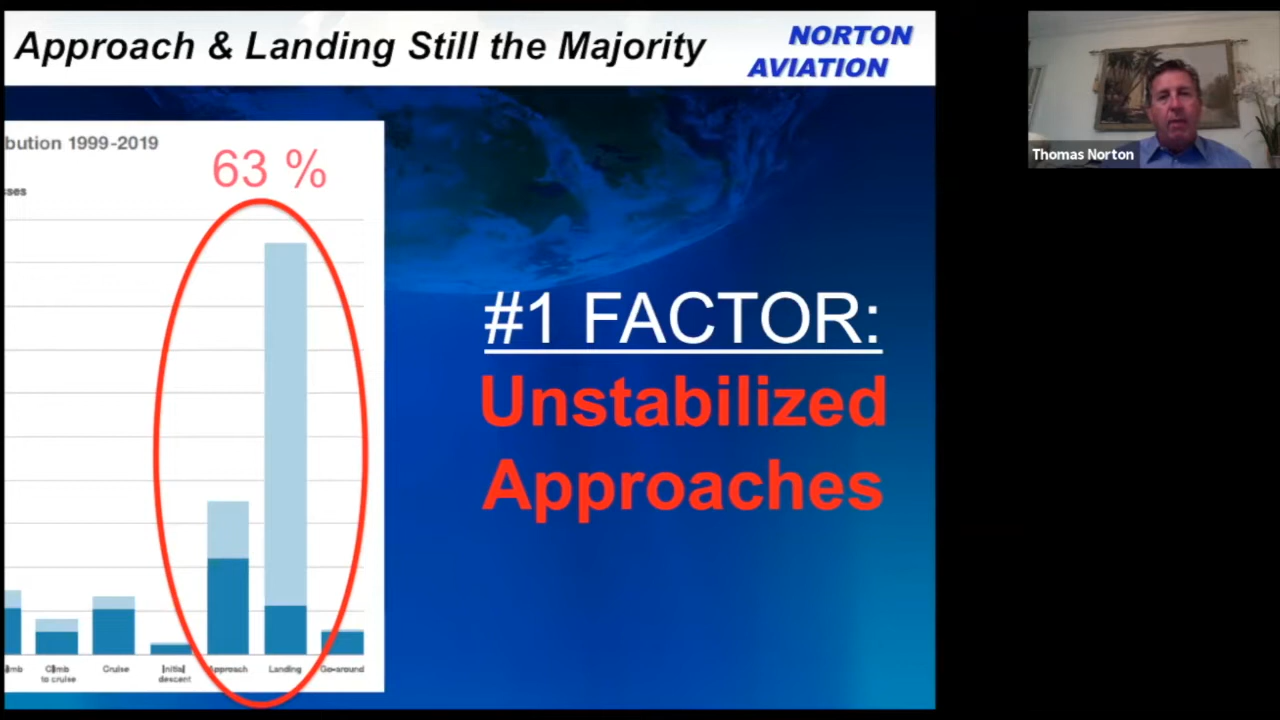 Approach & Landing Still the Majority
NORTON
AVIATION
Thomas Norton
bution 1999-2019
63 %
sses
#1 FACTOR:
Unstabilized
Approaches
Climb
to cruise
Cruise
Initial
descent
Approach
Landing
Go-around